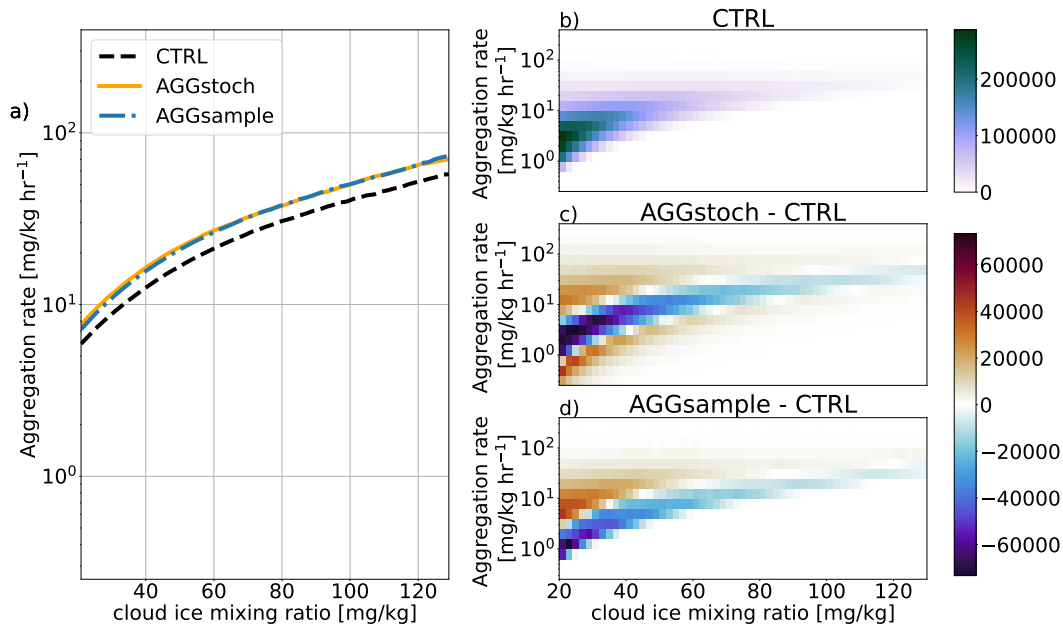 a)
CTRL
AGGstoch
AGGsample
10²
10¹
10⁰
Aggregation rate [mg/kg hr⁻¹]
40 60 80 100 120
cloud ice mixing ratio [mg/kg]
b)
CTRL
Aggregation rate
[mg/kg hr⁻¹]
10²
10¹
10⁰
200000
100000
0
c)
AGGstoch - CTRL
Aggregation rate
[mg/kg hr⁻¹]
10²
10¹
10⁰
d)
AGGsample - CTRL
Aggregation rate
[mg/kg hr⁻¹]
10²
10¹
10⁰
20 40 60 80 100 120
cloud ice mixing ratio [mg/kg]
60000
40000
20000
0
−20000
−40000
−60000